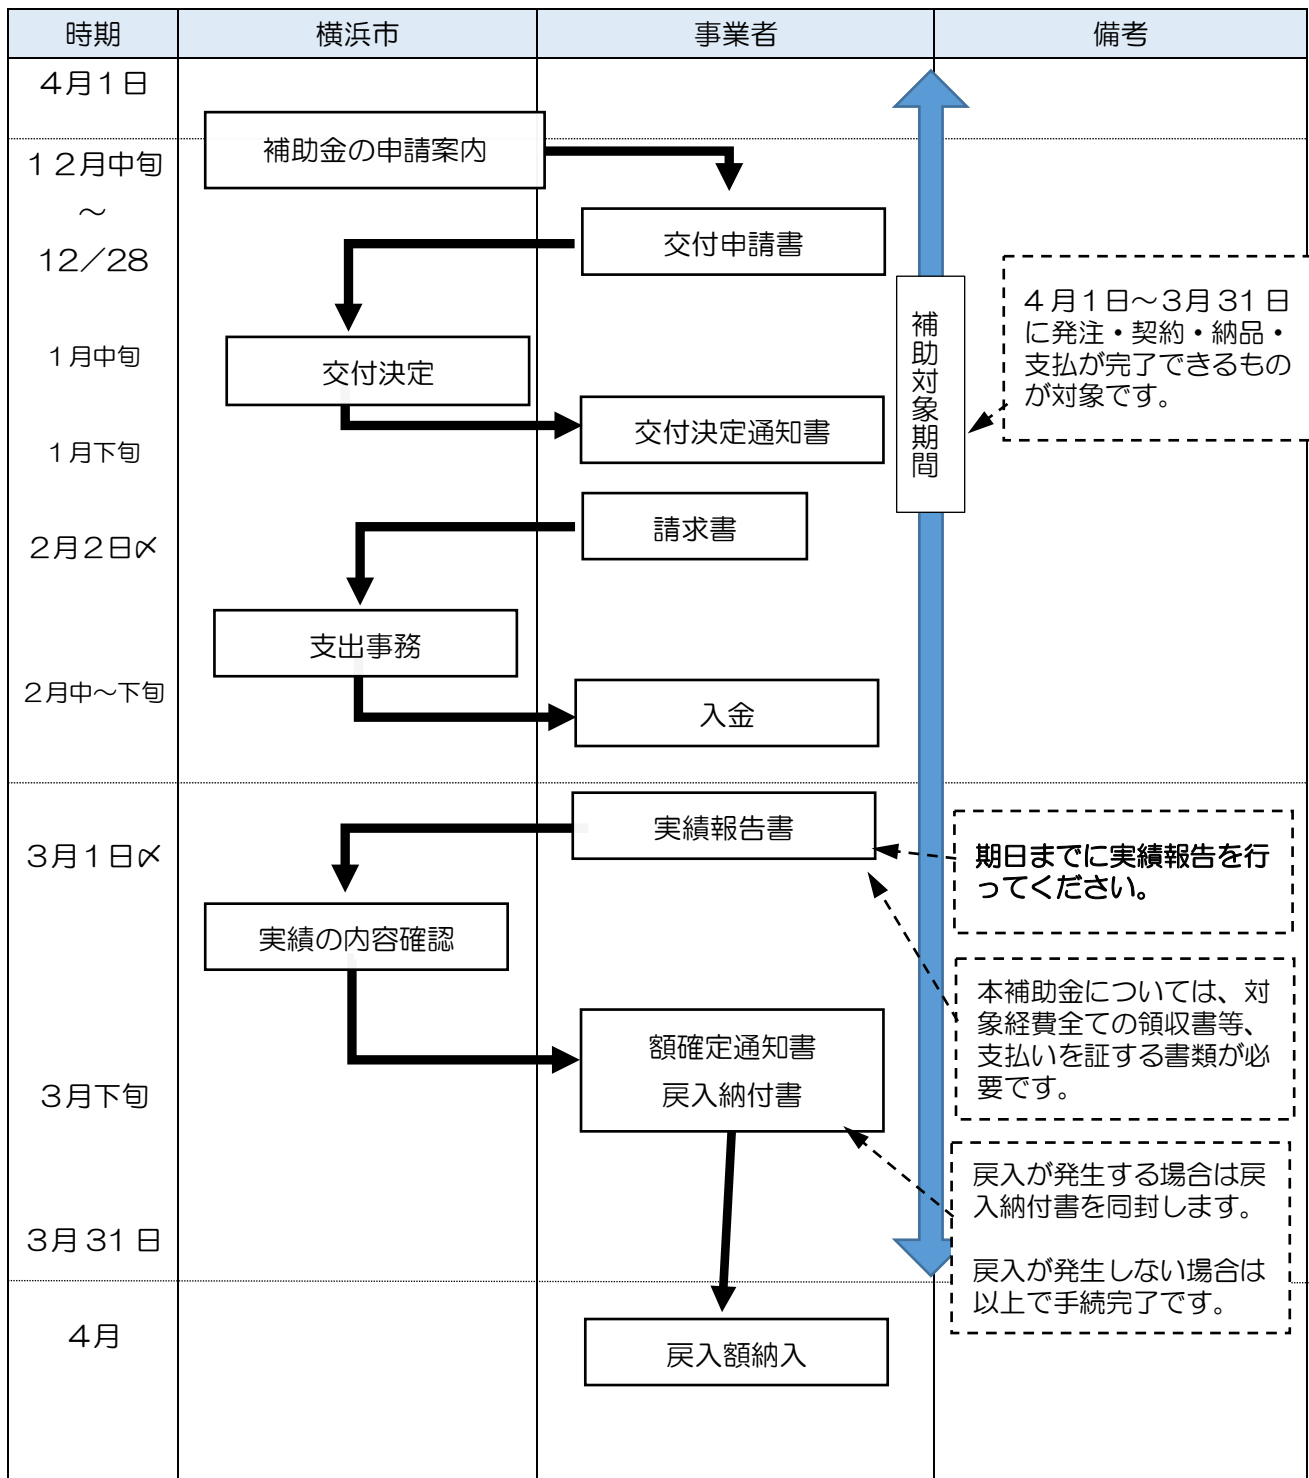 時期
横浜市
事業者
備考
４月１日
補助金の申請案内
１２月中旬
～
12／28
交付申請書
４月１日～３月31日
に発注・契約・納品・
支払が完了できるもの
が対象です。
補助対象期間
１月中旬
交付決定
交付決定通知書
１月下旬
請求書
２月２日〆
支出事務
２月中～下旬
入金
実績報告書
３月１日〆
期日までに実績報告を行
ってください。
実績の内容確認
本補助金については、対
象経費全ての領収書等、
支払いを証する書類が必
要です。
額確定通知書
戻入納付書
３月下旬
戻入が発生する場合は戻
入納付書を同封します。
戻入が発生しない場合は
以上で手続完了です。
３月31日
４月
戻入額納入